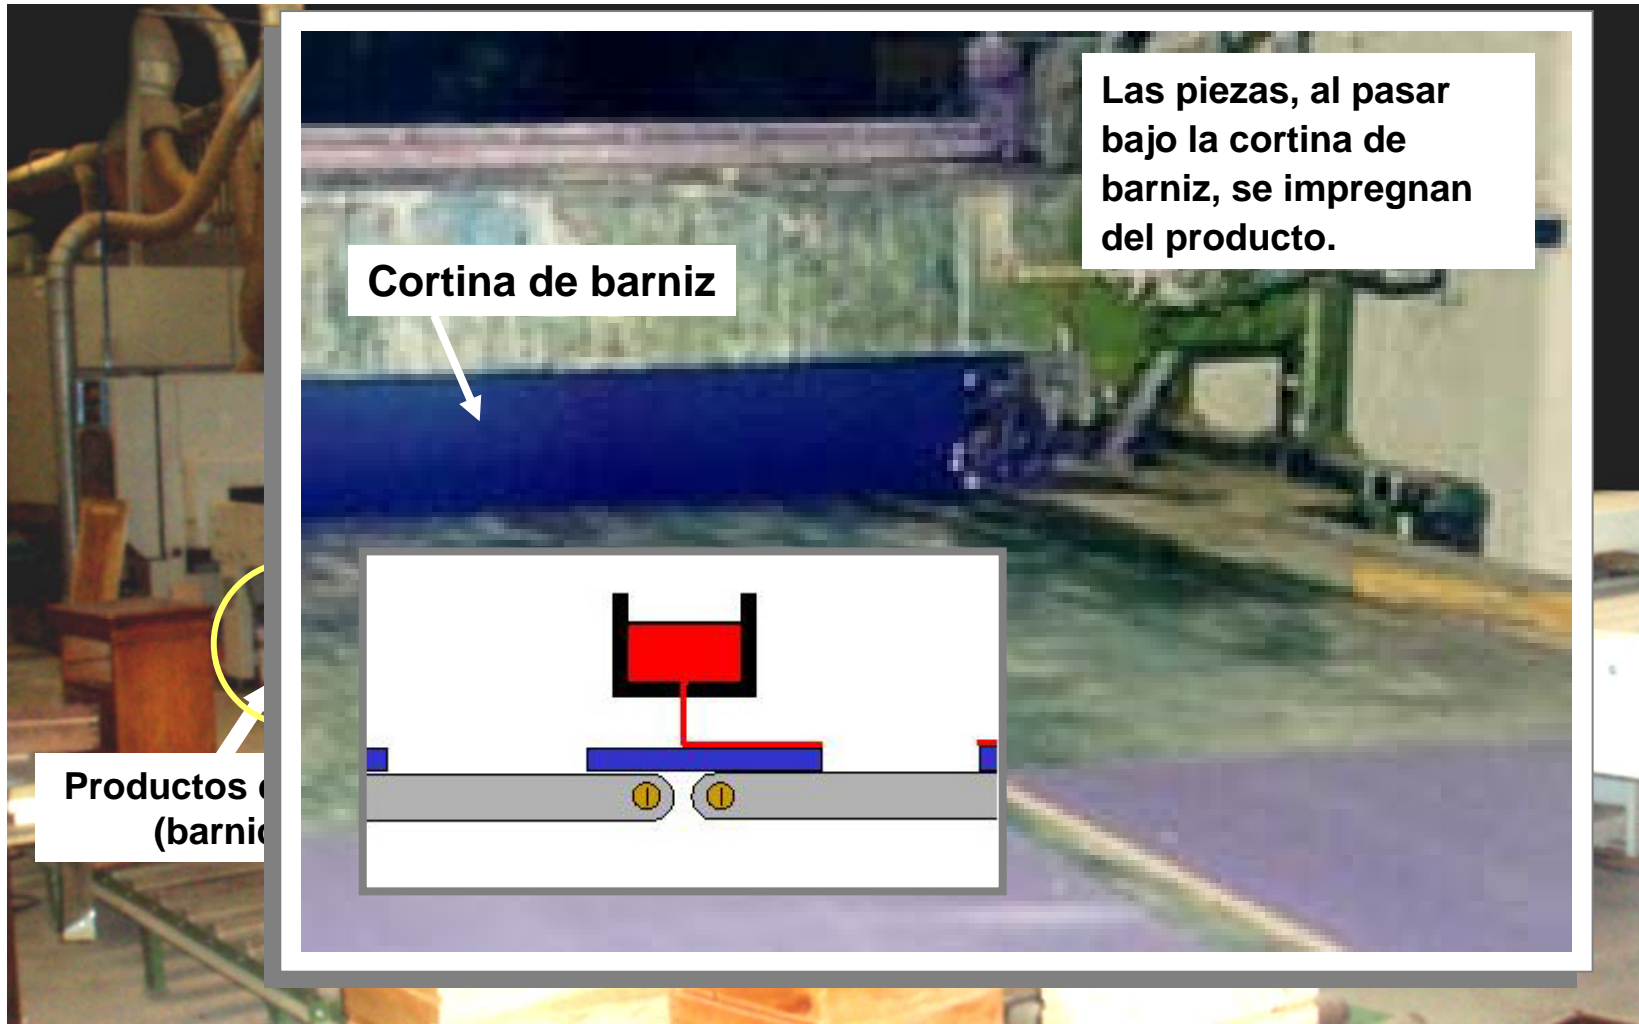 Las piezas, al pasar
bajo la cortina de
barniz, se impregnan
del producto.
Cortina de barniz
Productos